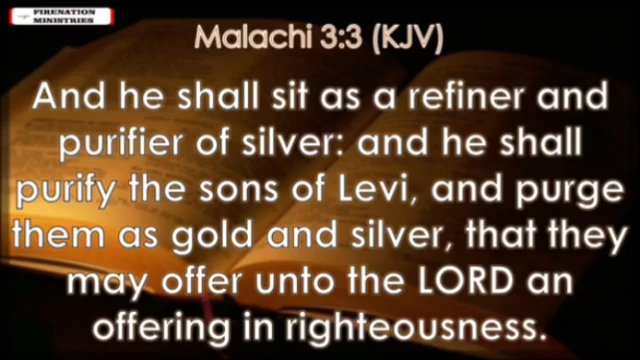 FIRENATION
MINISTRIES
Malachi 3:3 (KJV)
And he shall sit as a refiner and
purifier of silver: and he shall
purify the sons of Levi, and purge
them as gold and silver, that they
may offer unto the LORD an
offering in righteousness.